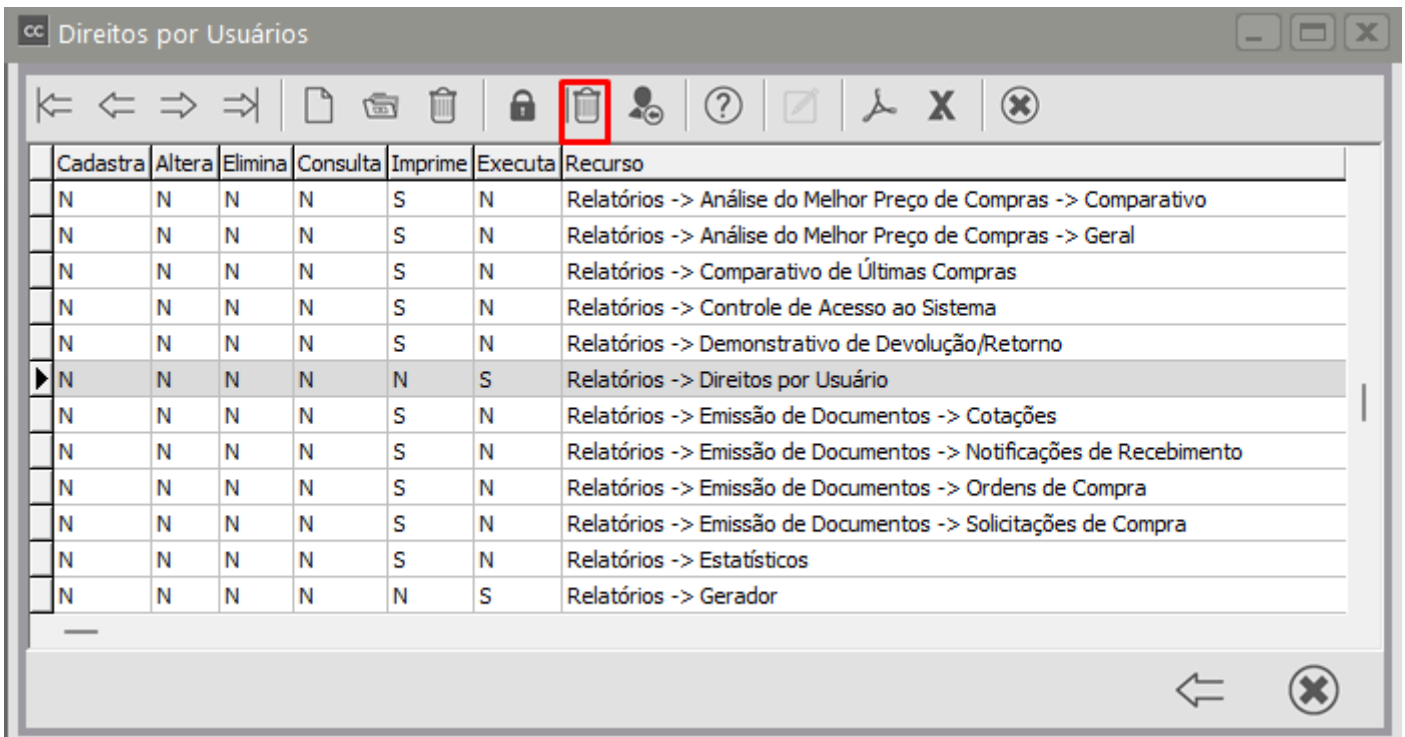 cc Direitos por Usuários
Cadastra Altera Elimina Consulta Imprime Executa Recurso
N N N N S N Relatórios -> Análise do Melhor Preço de Compras -> Comparativo
N N N N S N Relatórios -> Análise do Melhor Preço de Compras -> Geral
N N N N S N Relatórios -> Comparativo de Últimas Compras
N N N N S N Relatórios -> Controle de Acesso ao Sistema
N N N N S N Relatórios -> Demonstrativo de Devolução/Retorno
N N N N N S Relatórios -> Direitos por Usuário
N N N N S N Relatórios -> Emissão de Documentos -> Cotações
N N N N S N Relatórios -> Emissão de Documentos -> Notificações de Recebimento
N N N N S N Relatórios -> Emissão de Documentos -> Ordens de Compra
N N N N S N Relatórios -> Emissão de Documentos -> Solicitações de Compra
N N N N S N Relatórios -> Estatísticos
N N N N N S Relatórios -> Gerador